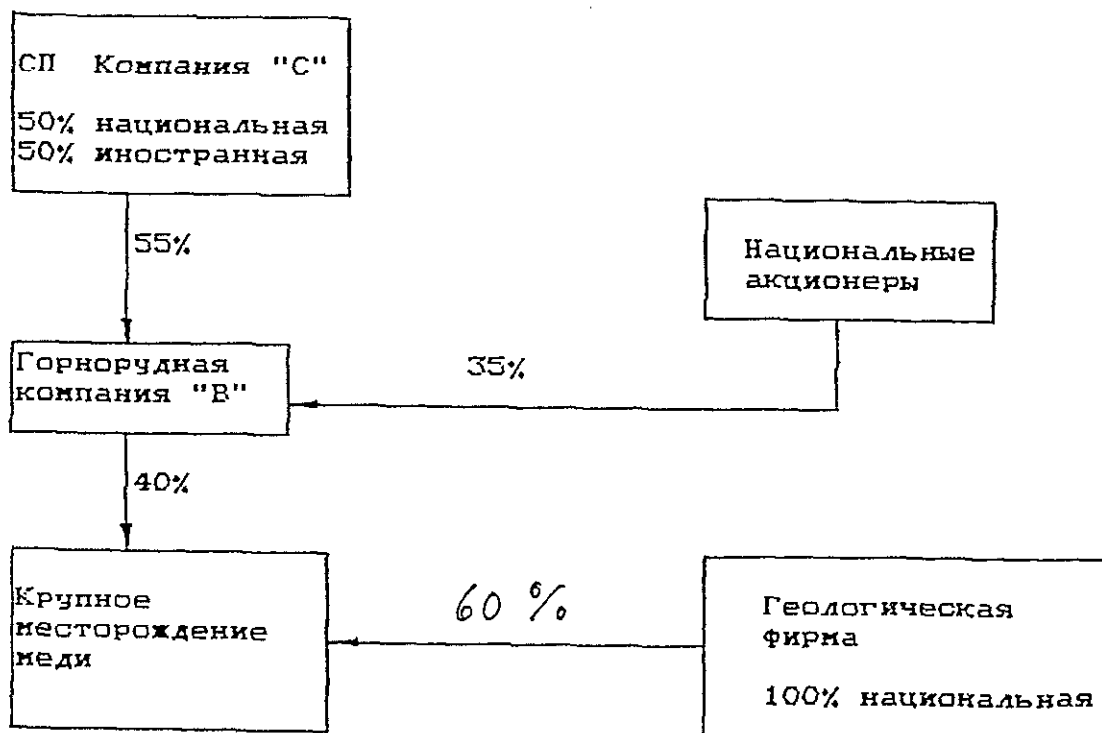 СП Компания "С"
50% национальная
50% иностранная
55%
Национальные
акционеры
Горнорудная
компания "В"
35%
40%
Крупное
месторождение
меди
60 %
Геологическая
фирма
100% национальная